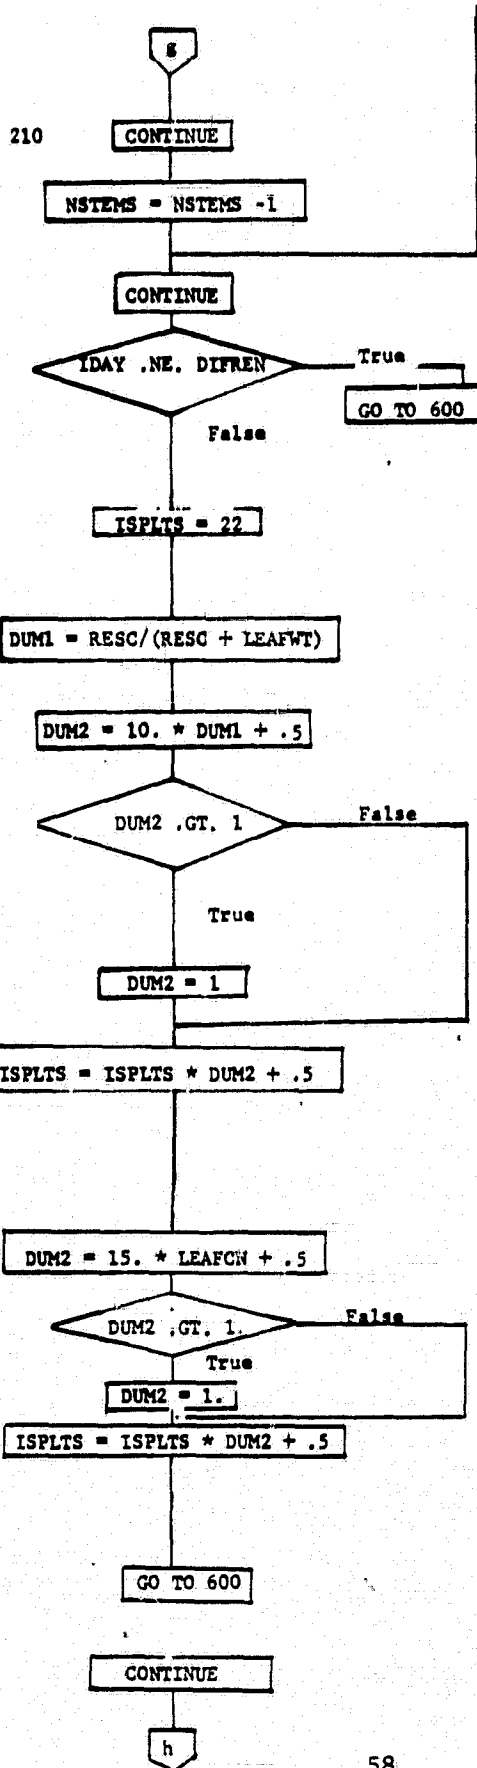 g
210 CONTINUE
NSTEMS = NSTEMS -1
CONTINUE
IDAY .NE. DIFREN
True
GO TO 600
False
ISPLTS = 22
DUM1 = RESC/(RESC + LEAFWT)
DUM2 = 10. * DUM1 + .5
DUM2 .GT. 1
False
True
DUM2 = 1
ISPLTS = ISPLTS * DUM2 + .5
DUM2 = 15. * LEAFCW + .5
DUM2 .GT. 1.
False
True
DUM2 = 1.
ISPLTS = ISPLTS * DUM2 + .5
GO TO 600
CONTINUE
h
58